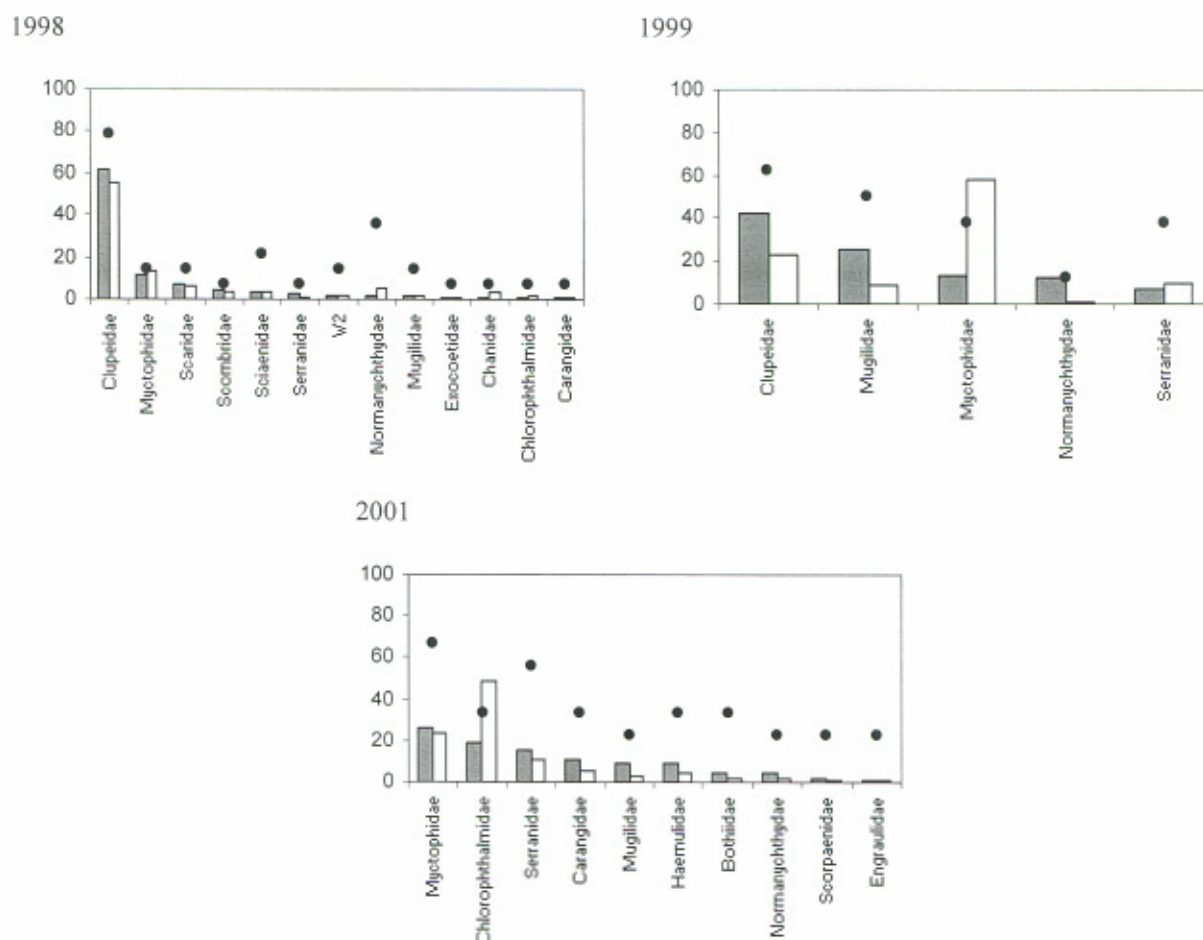 1998
100
80
60
40
20
0
Clupeidae
Myctophidae
Scaridae
Scombridae
Sciaenidae
Serranidae
W2
Normanychthydae
Mugilidae
Exocoetidae
Chanidae
Chlorophthalmidae
Carangidae
1999
100
80
60
40
20
0
Clupeidae
Mugilidae
Myctophidae
Normanychthydae
Serranidae
2001
100
80
60
40
20
0
Myctophidae
Chlorophthalmidae
Serranidae
Carangidae
Mugilidae
Haemulidae
Bothiidae
Normanychthydae
Scorpaenidae
Engraulidae